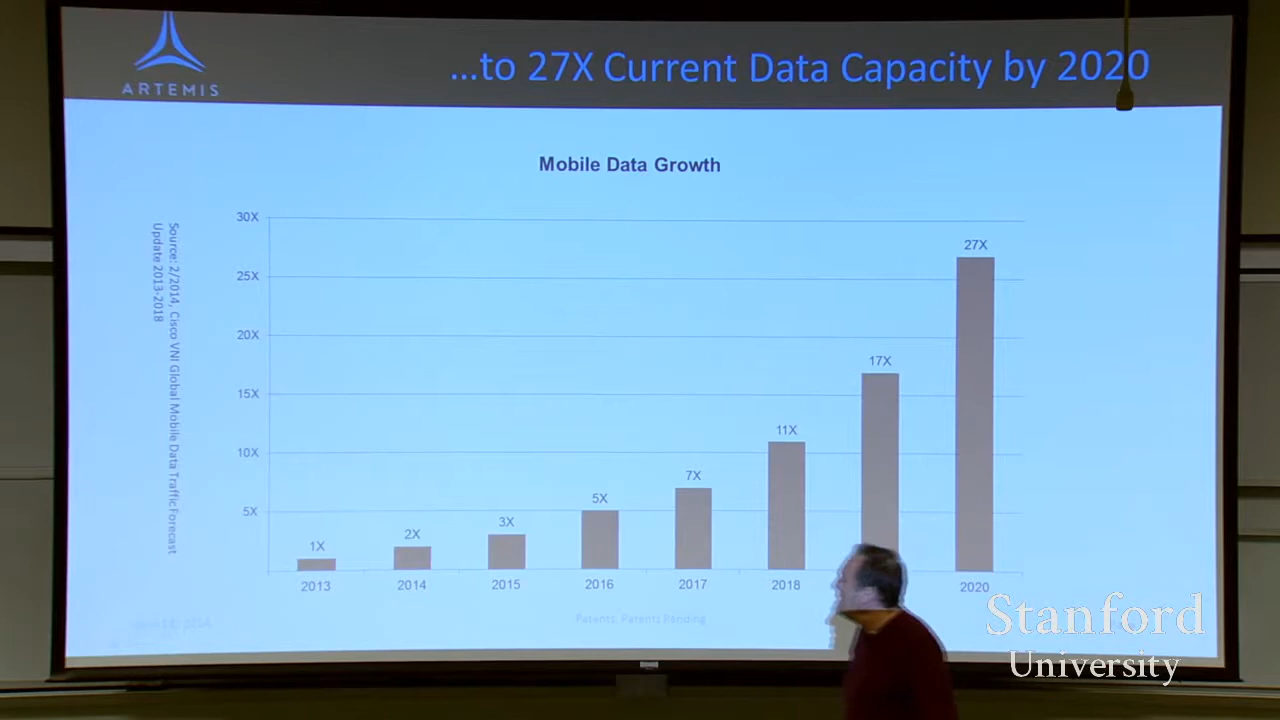 ARTEMIS
...to 27X Current Data Capacity by 2020
Mobile Data Growth
Source: 2/2014, Cisco VNI Global Mobile Data Traffic Forecast
Update 2013-2018
30X
25X
20X
15X
10X
5X
1X
2X
3X
5X
7X
11X
17X
27X
2013
2014
2015
2016
2017
2018
2020
Patents, Patents Pending
Stanford
University